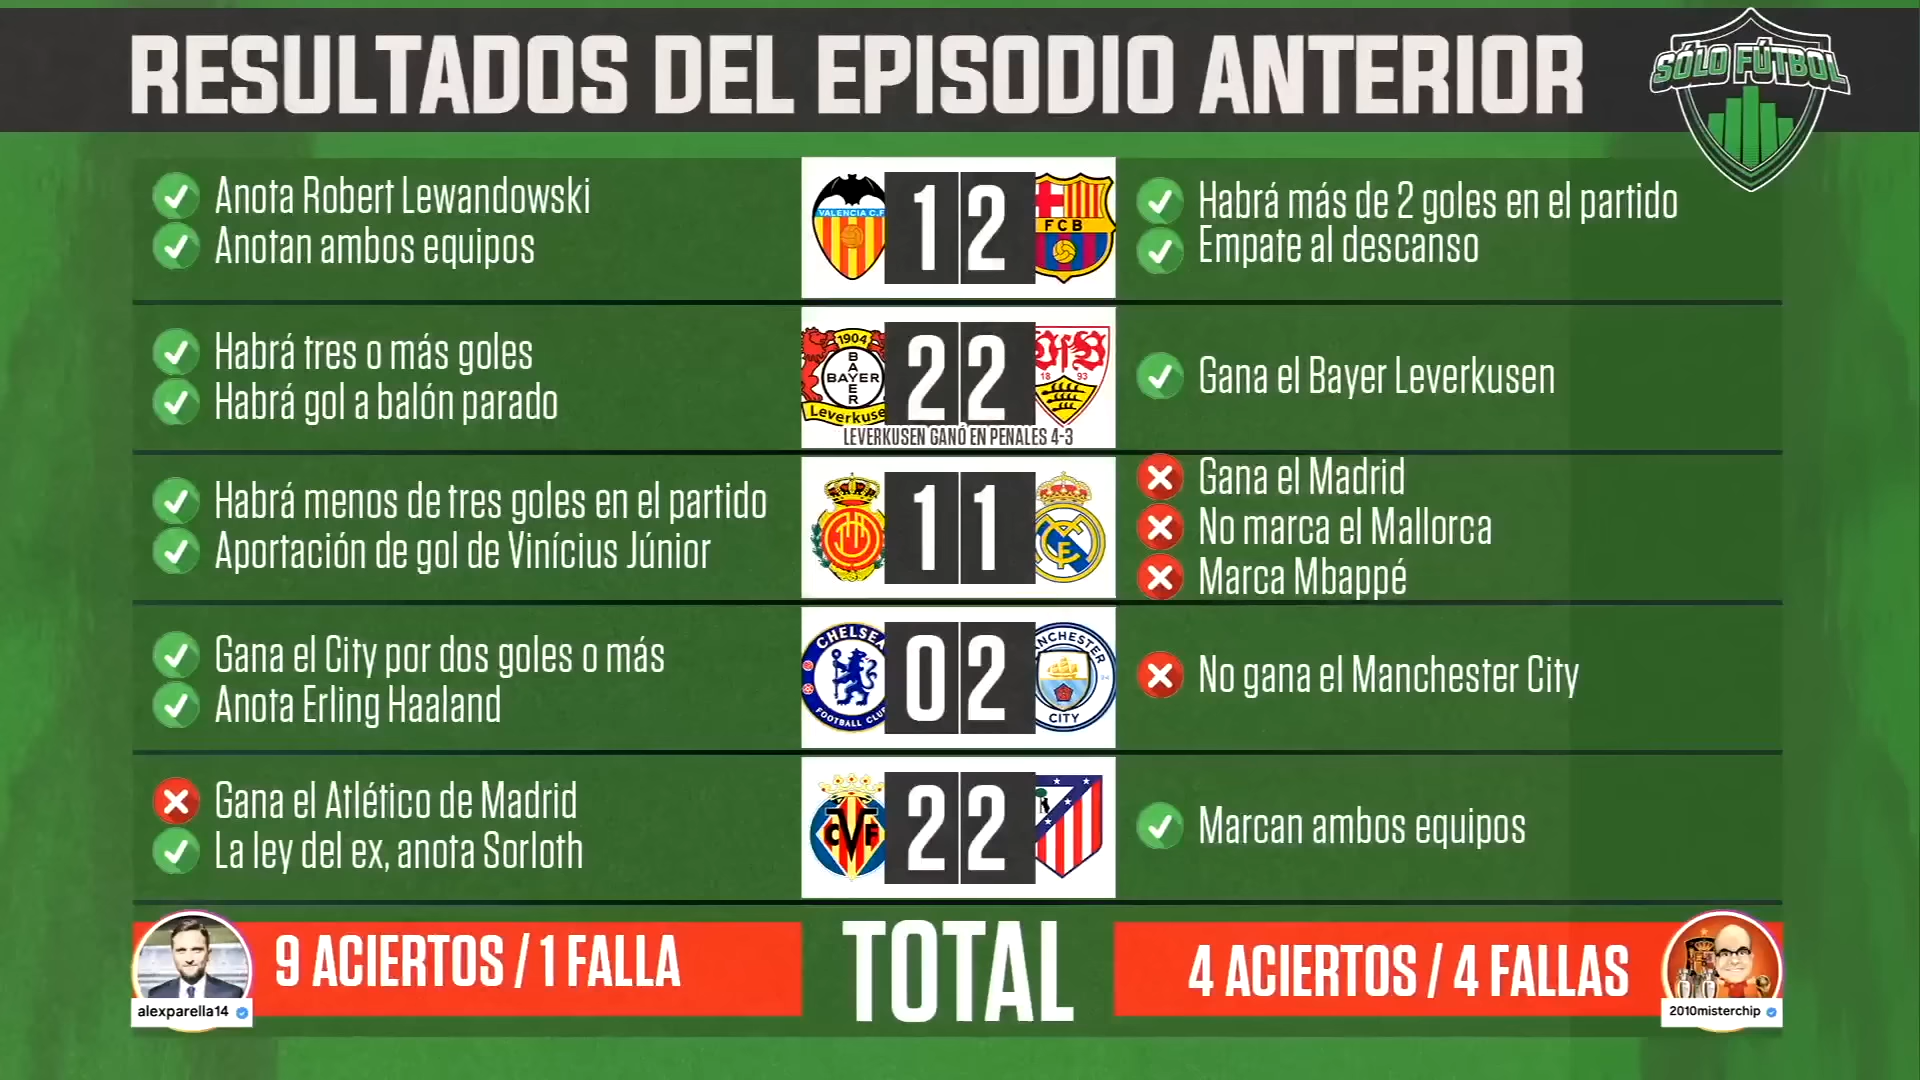 RESULTADOS DEL EPISODIO ANTERIOR
SÓLO FÚTBOL
Anota Robert Lewandowski
Anotan ambos equipos
VALENCIA C.F
1 2
FCB
Habrá más de 2 goles en el partido
Empate al descanso
Habrá tres o más goles
Habrá gol a balón parado
1904
BAYER
BAYER
Leverkuse
2 2
VfB
18 93
LEVERKUSEN GANÓ EN PENALES 4-3
Gana el Bayer Leverkusen
Habrá menos de tres goles en el partido
Aportación de gol de Vinícius Júnior
1 1
Gana el Madrid
No marca el Mallorca
Marca Mbappé
Gana el City por dos goles o más
Anota Erling Haaland
CHELSEA
FOOTBALL CLU
0 2
NCHESTER
CITY
No gana el Manchester City
Gana el Atlético de Madrid
La ley del ex, anota Sorloth
CVF
2 2
Marcan ambos equipos
9 ACIERTOS / 1 FALLA
TOTAL
4 ACIERTOS / 4 FALLAS
alexparella14
2010misterchip